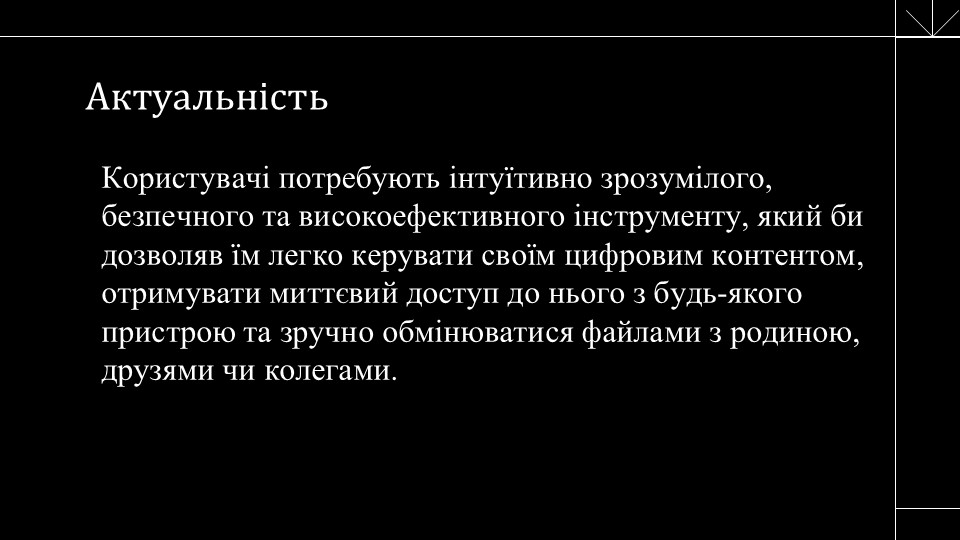 Актуальність
Користувачі потребують інтуїтивно зрозумілого,
безпечного та високоефективного інструменту, який би
дозволяв їм легко керувати своїм цифровим контентом,
отримувати миттєвий доступ до нього з будь-якого
пристрою та зручно обмінюватися файлами з родиною,
друзями чи колегами.